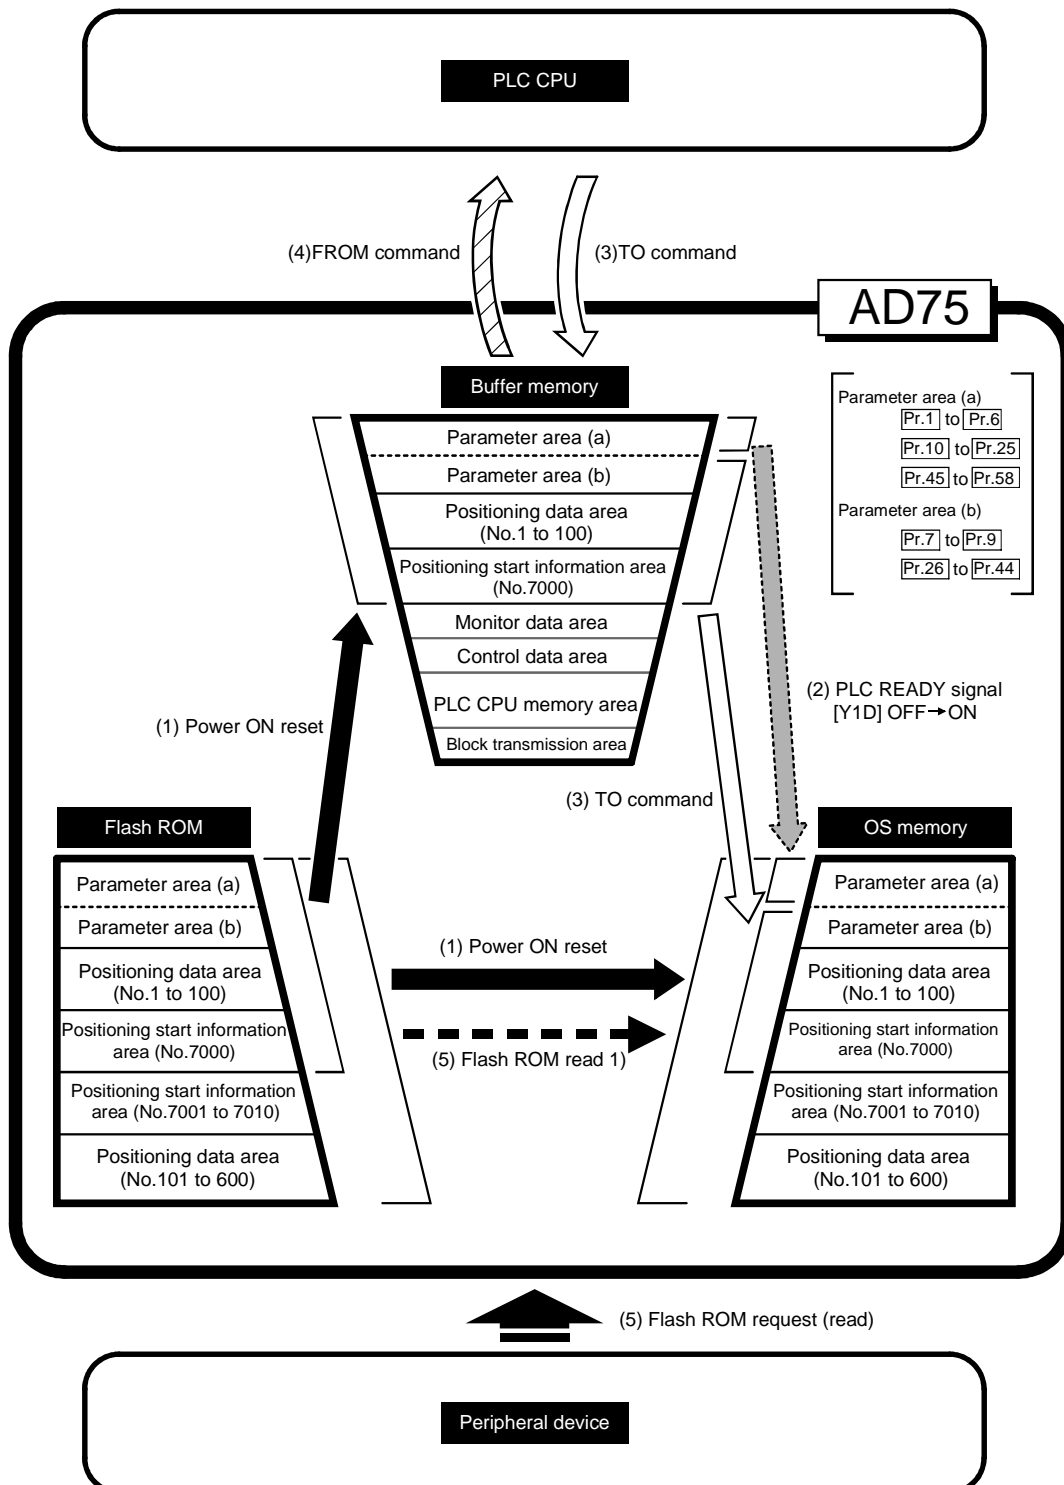 PLC CPU
(4)FROM command
(3)TO command
AD75
Buffer memory
Parameter area (a)
Pr.1 to Pr.6
Pr.10 to Pr.25
Pr.45 to Pr.58
Parameter area (b)
Pr.7 to Pr.9
Pr.26 to Pr.44
Parameter area (a)
Parameter area (b)
Positioning data area
(No.1 to 100)
Positioning start information area
(No.7000)
Monitor data area
Control data area
PLC CPU memory area
Block transmission area
(1) Power ON reset
(2) PLC READY signal
[Y1D] OFF→ON
(3) TO command
Flash ROM
Parameter area (a)
Parameter area (b)
Positioning data area
(No.1 to 100)
Positioning start information
area (No.7000)
Positioning start information
area (No.7001 to 7010)
Positioning data area
(No.101 to 600)
(1) Power ON reset
(5) Flash ROM read 1)
OS memory
Parameter area (a)
Parameter area (b)
Positioning data area
(No.1 to 100)
Positioning start information
area (No.7000)
Positioning start information
area (No.7001 to 7010)
Positioning data area
(No.101 to 600)
(5) Flash ROM request (read)
Peripheral device